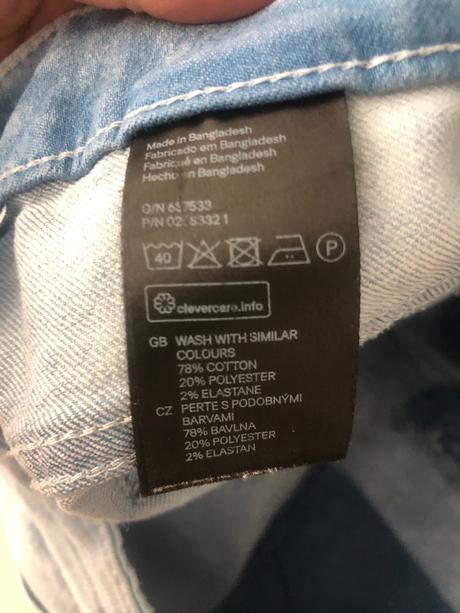 Made in Bangladesh
Fabricado em Bangladesh
Fabriqué en Bangladesh
Hecho en Bangladesh
O/N
P/N
40
P
clevercare.info
GB WASH WITH SIMILAR
COLOURS
78% COTTON
20% POLYESTER
2% ELASTANE
CZ PERTE S PODOBNÝMI
BARVAMI
78% BAVLNA
20% POLYESTER
2% ELASTAN